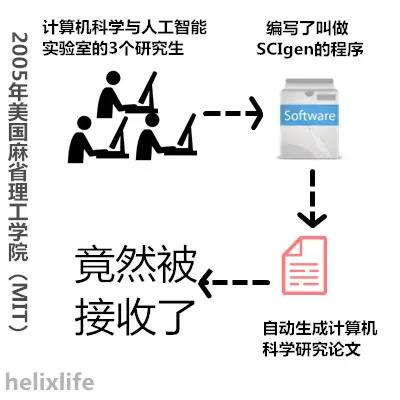 2005年美国麻省理工学院（MIT）
计算机科学与人工智能
实验室的3个研究生
编写了叫做
SCIgen的程序
Software
自动生成计算机
科学研究论文
竟然被
接收了
helixlife